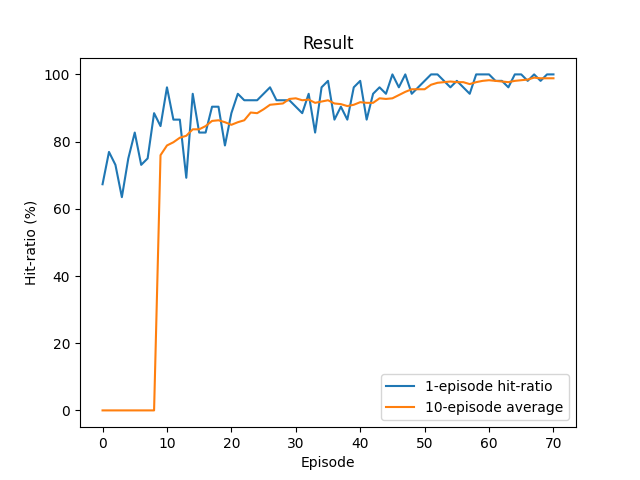 Result
Hit-ratio (%)
100
80
60
40
20
0
0 10 20 30 40 50 60 70
Episode
1-episode hit-ratio
10-episode average